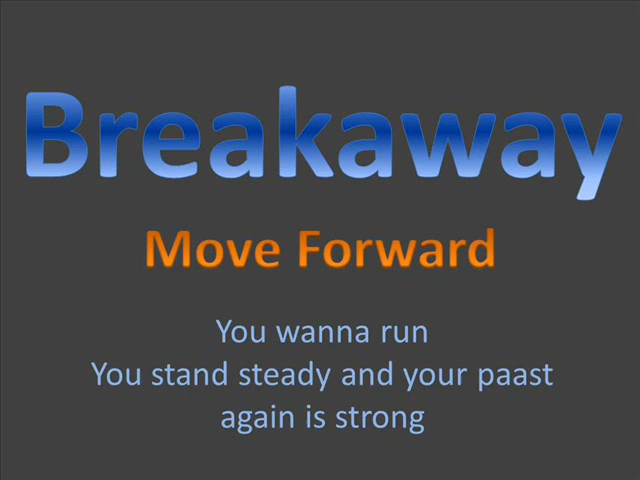 Breakaway
Move Forward
You wanna run
You stand steady and your paast
again is strong